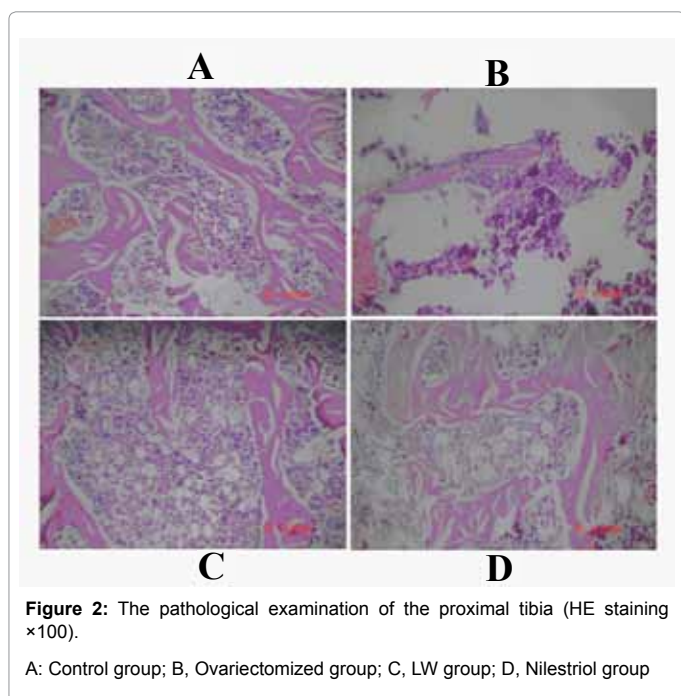 A
B
C
D
Figure 2: The pathological examination of the proximal tibia (HE staining
×100).
A: Control group; B, Ovariectomized group; C, LW group; D, Nilestriol group